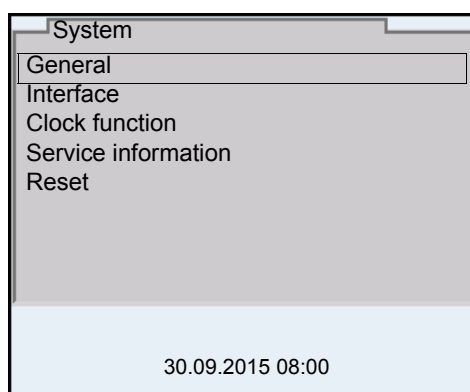 System
General
Interface
Clock function
Service information
Reset
30.09.2015 08:00